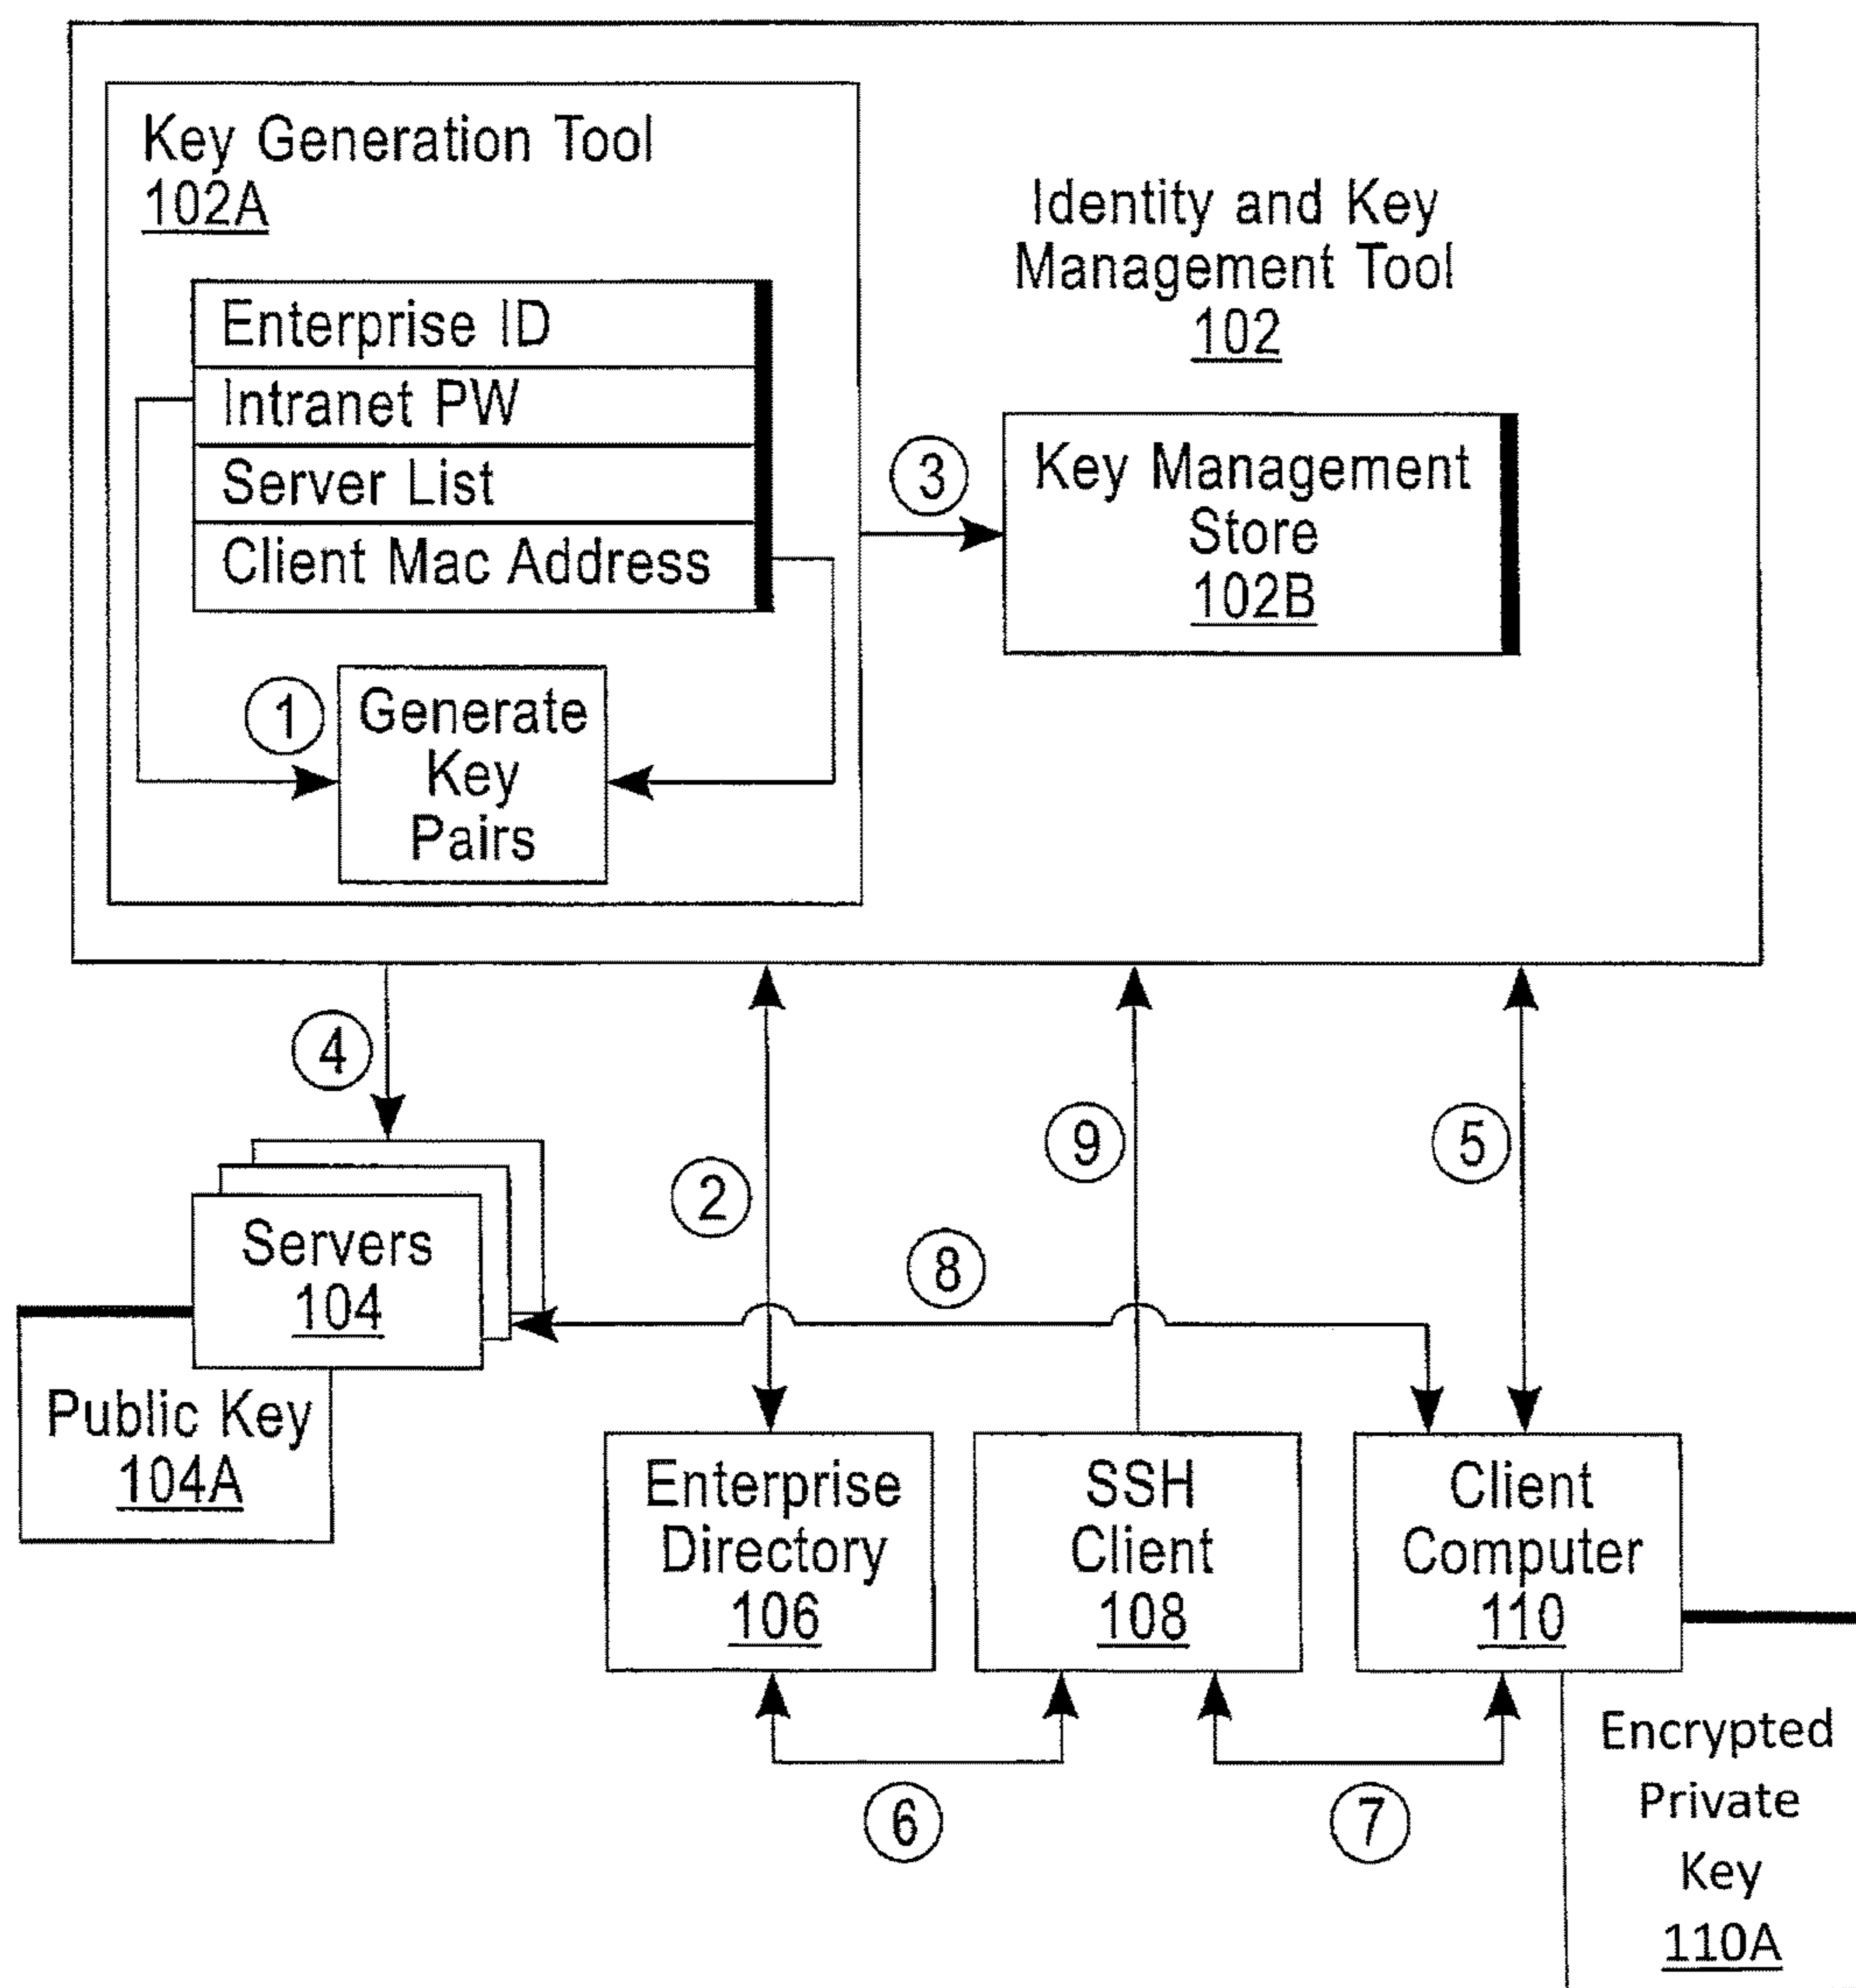 Key Generation Tool
102A
Enterprise ID
Intranet PW
Server List
Client Mac Address
1
Generate
Key
Pairs
Identity and Key
Management Tool
102
3
Key Management
Store
102B
4
2
9
5
8
Servers
104
Public Key
104A
Enterprise
Directory
106
SSH
Client
108
Client
Computer
110
6
7
Encrypted
Private
Key
110A